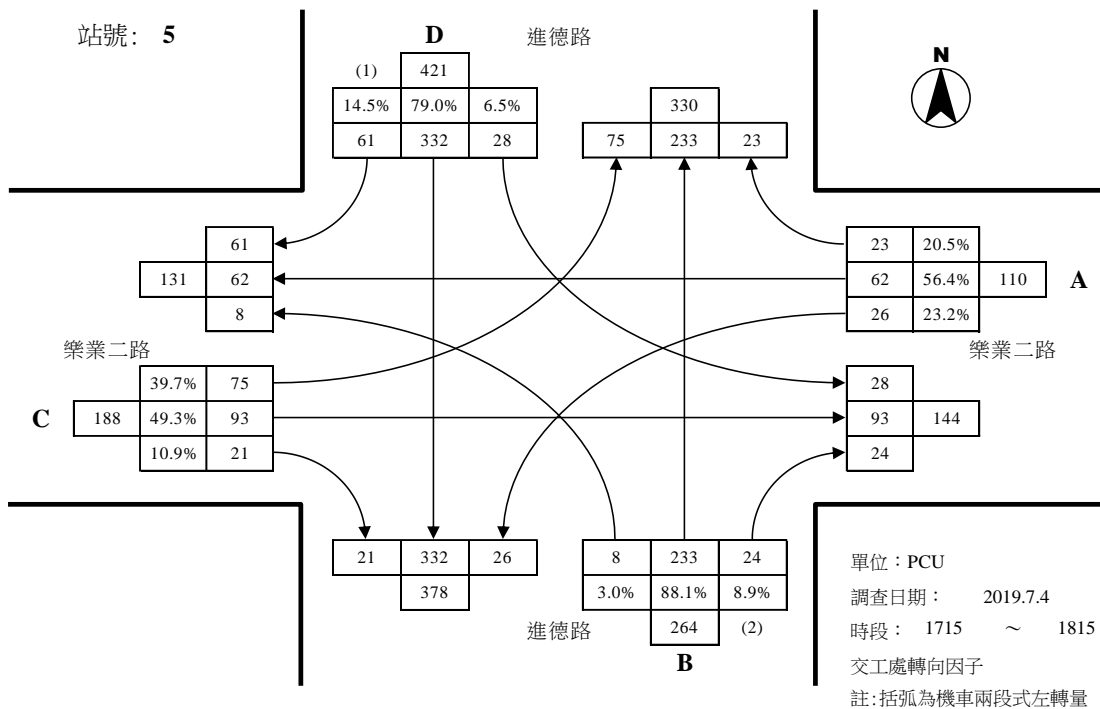 站號: 5
D
進德路
N
(1) 421
14.5% 79.0% 6.5%
61 332 28
330
75 233 23
61
131 62
8
23 20.5%
62 56.4% 110
26 23.2%
A
樂業二路
樂業二路
39.7% 75
C 188 49.3% 93
10.9% 21
28
93 144
24
21 332 26
378
8 233 24
3.0% 88.1% 8.9%
264 (2)
進德路
B
單位：PCU
調查日期： 2019.7.4
時段： 1715 ～ 1815
交工處轉向因子
註:括弧為機車兩段式左轉量